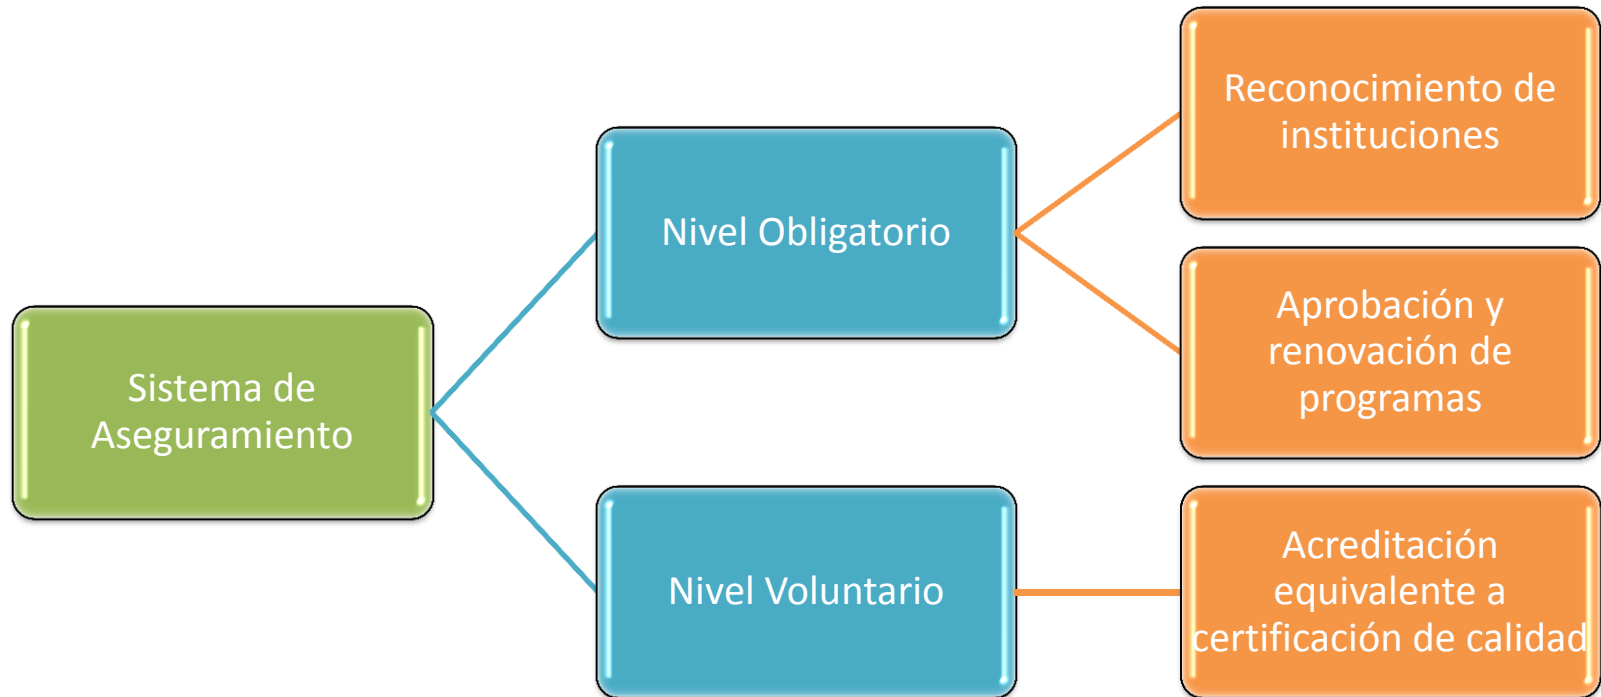 Sistema de
Aseguramiento
Nivel Obligatorio
Reconocimiento de
instituciones
Aprobación y
renovación de
programas
Nivel Voluntario
Acreditación
equivalente a
certificación de calidad